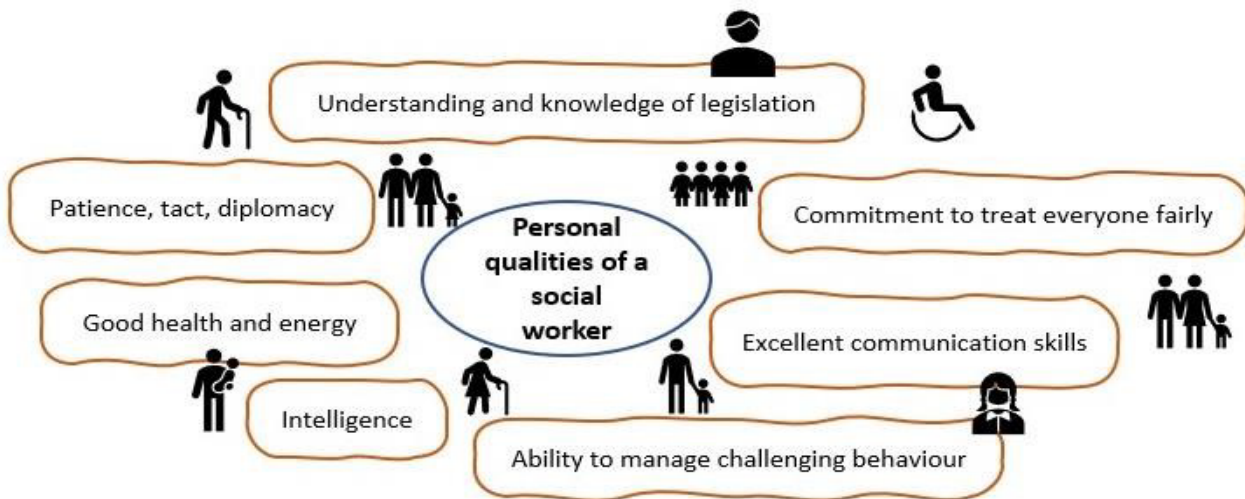 Understanding and knowledge of legislation
Patience, tact, diplomacy
Commitment to treat everyone fairly
Personal
qualities of a
social
worker
Good health and energy
Excellent communication skills
Intelligence
Ability to manage challenging behaviour